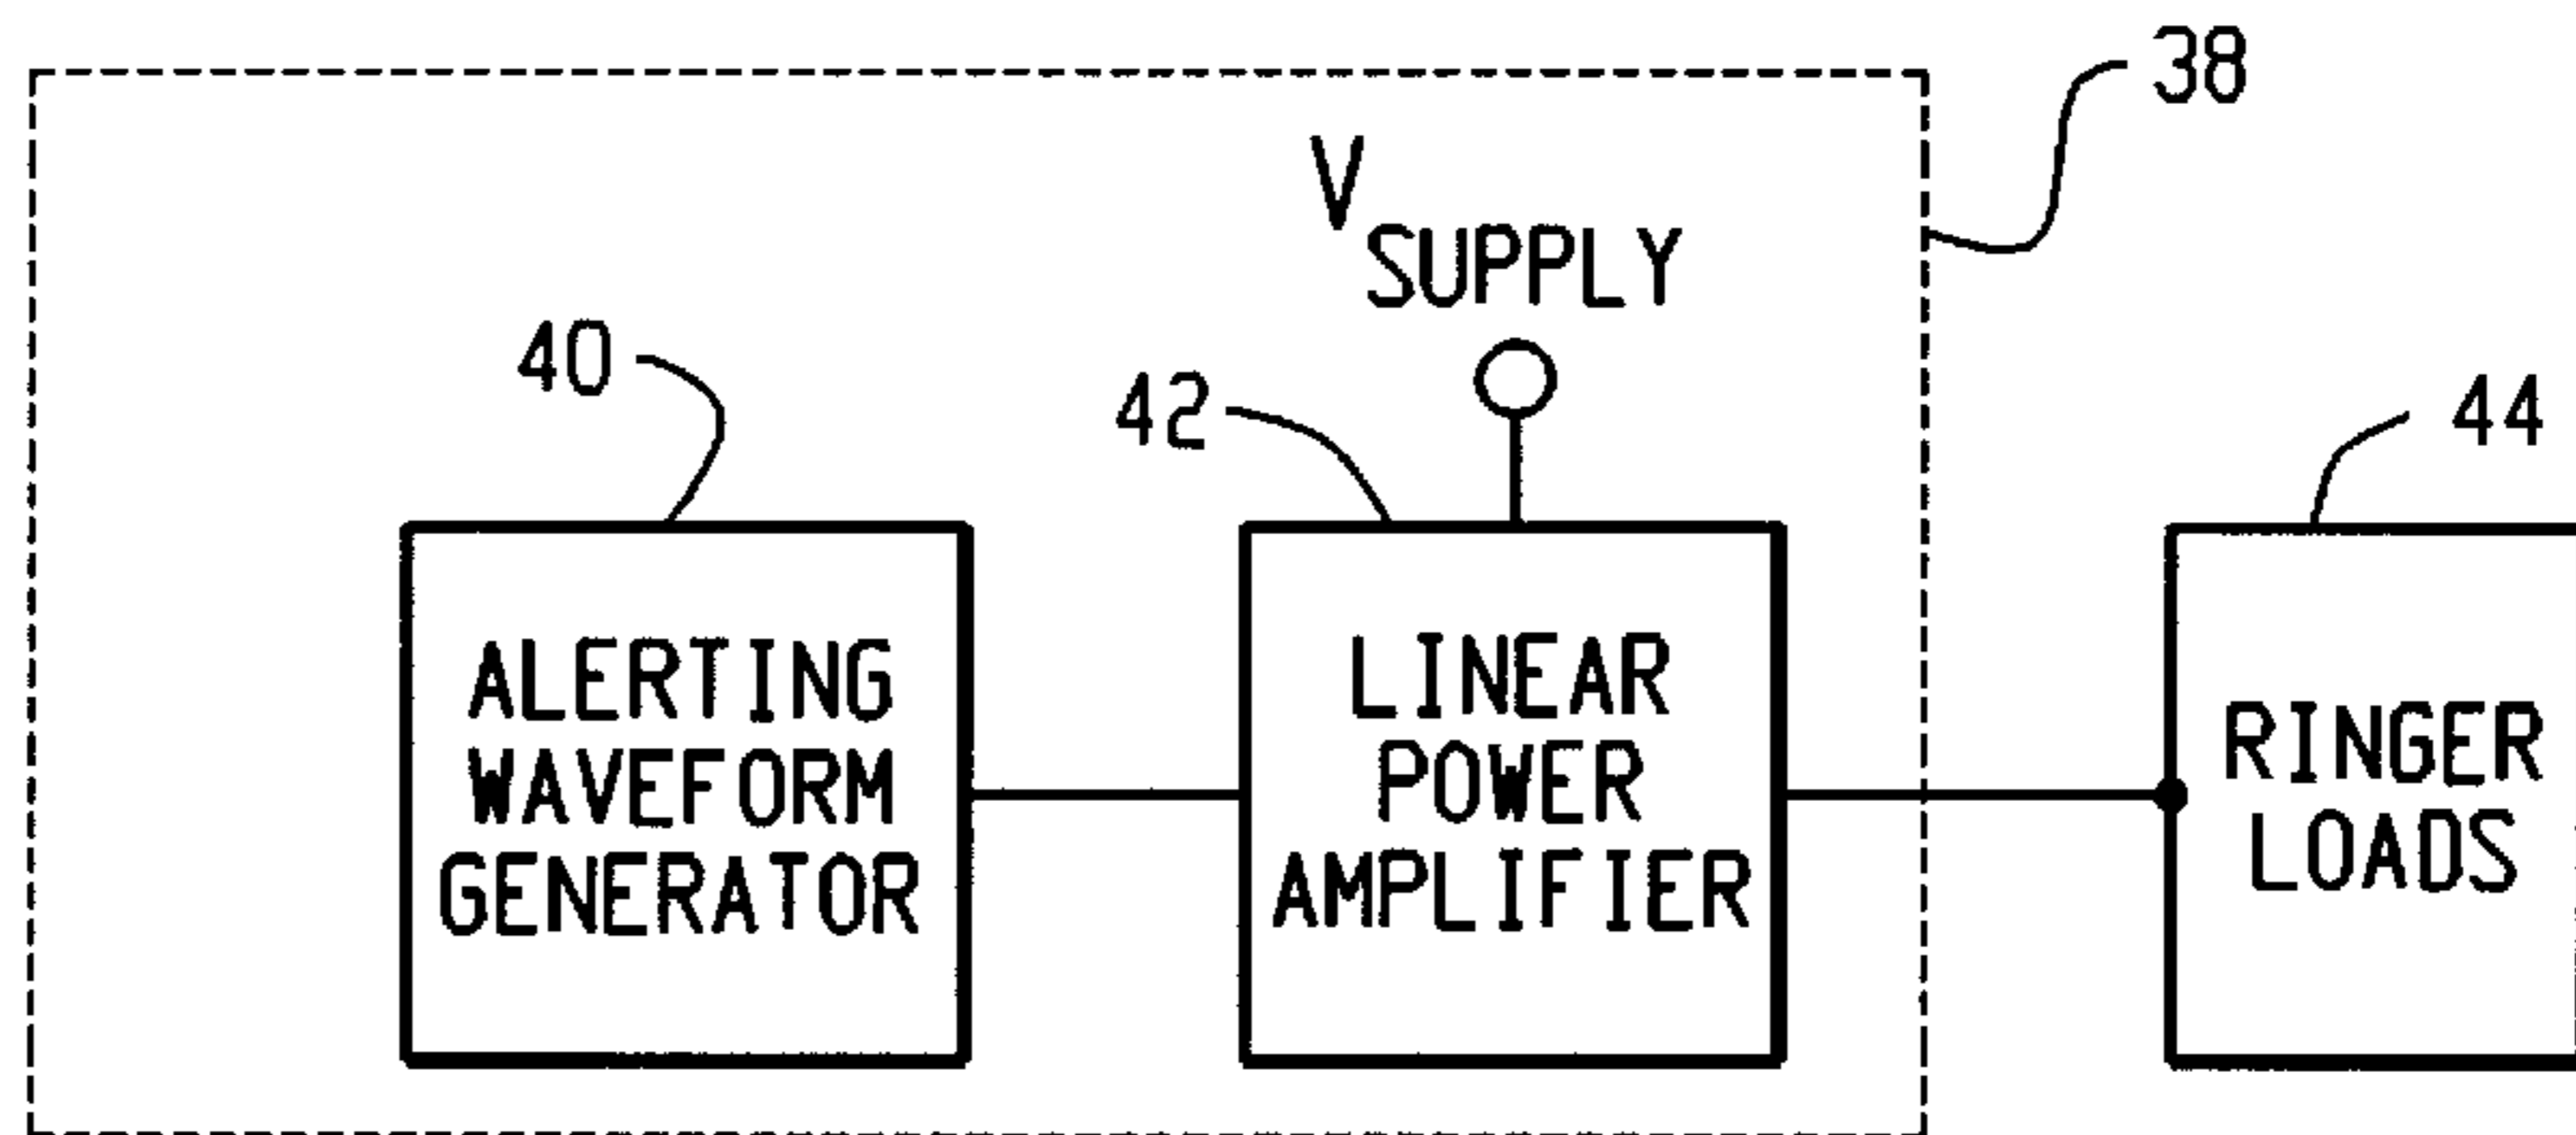 38
V
SUPPLY
40
42
44
ALERTING
WAVEFORM
GENERATOR
LINEAR
POWER
AMPLIFIER
RINGER
LOADS